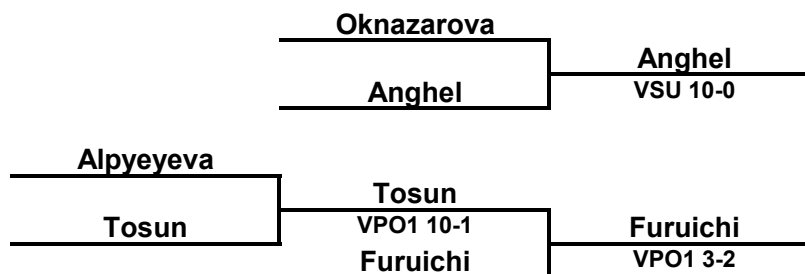 Oknazarova
Anghel
Anghel
VSU 10-0
Alpyeyeva
Tosun
Tosun
VPO1 10-1
Furuichi
Furuichi
VPO1 3-2